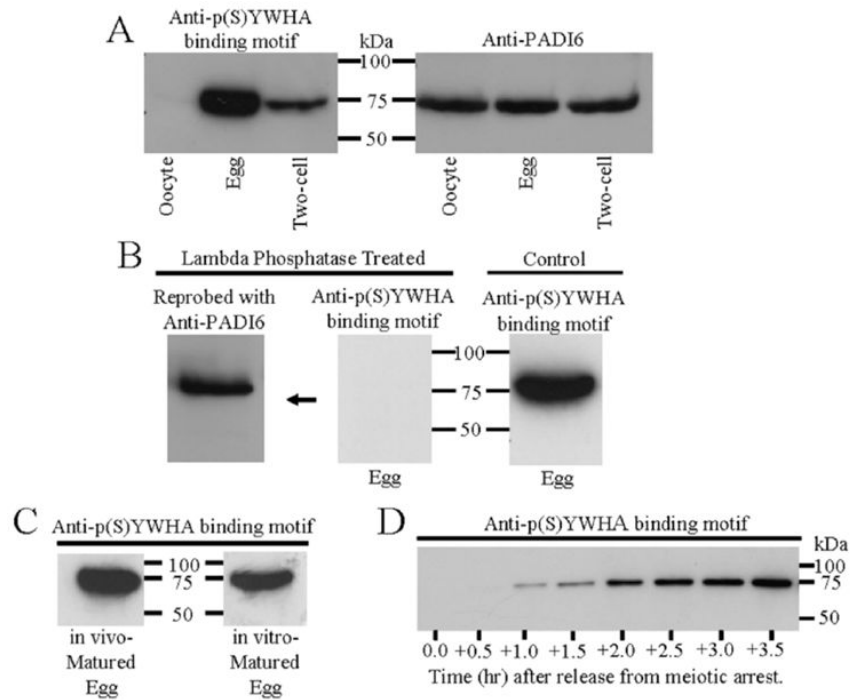 A
Anti-p(S)YWHA
binding motif
kDa
Anti-PADI6
100
75
50
Oocyte
Egg
Two-cell
Oocyte
Egg
Two-cell
B
Lambda Phosphatase Treated
Control
Reprobed with
Anti-PADI6
Anti-p(S)YWHA
binding motif
Anti-p(S)YWHA
binding motif
100
75
50
Egg
Egg
C
Anti-p(S)YWHA binding motif
100
75
50
in vivo-
Matured
Egg
in vitro-
Matured
Egg
D
Anti-p(S)YWHA binding motif
kDa
100
75
50
0.0 +0.5 +1.0 +1.5 +2.0 +2.5 +3.0 +3.5
Time (hr) after release from meiotic arrest.